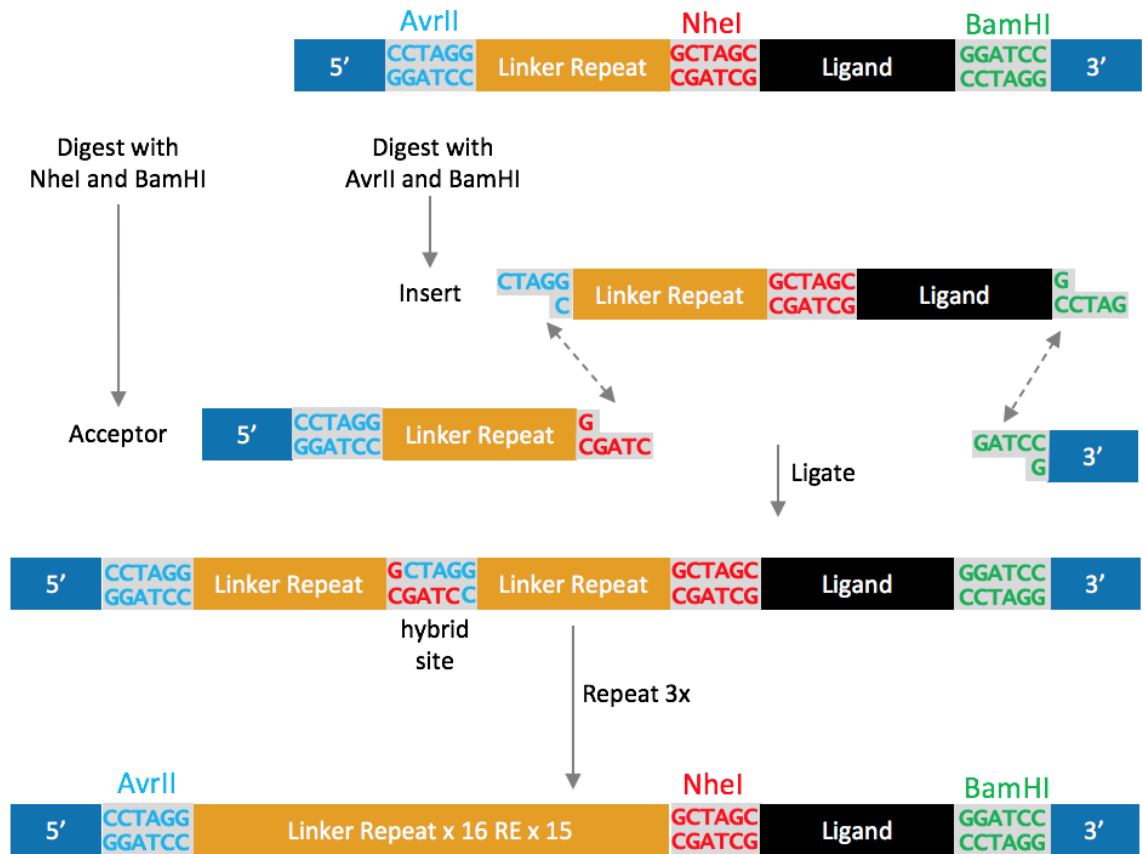 AvrII NheI BamHI
5' CCTAGG Linker Repeat GCTAGC Ligand GGATCC 3'
GGATCC CGATCG CCTAGG
Digest with Digest with
NheI and BamHI AvrII and BamHI
Insert CTAGG Linker Repeat GCTAGC Ligand G
C CGATCG CCTAG
Acceptor 5' CCTAGG Linker Repeat G GATCC 3'
GGATCC CGATC G
Ligate
5' CCTAGG Linker Repeat GCTAGG Linker Repeat GCTAGC Ligand GGATCC 3'
GGATCC CGATCC CGATCG CCTAGG
hybrid
site
Repeat 3x
AvrII NheI BamHI
5' CCTAGG Linker Repeat x 16 RE x 15 GCTAGC Ligand GGATCC 3'
GGATCC CGATCG CCTAGG